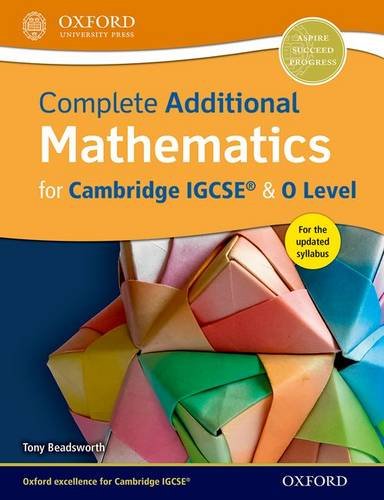 OXFORD
UNIVERSITY PRESS
ASPIRE
SUCCEED
PROGRESS
Complete Additional
Mathematics
for Cambridge IGCSE® & O Level
For the
updated
syllabus
Tony Beadsworth
Oxford excellence for Cambridge IGCSE®
OXFORD